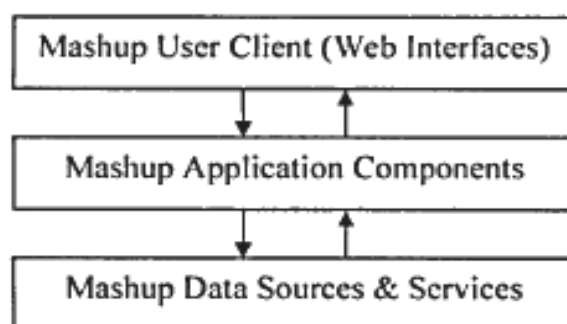 Mashup User Client (Web Interfaces)
Mashup Application Components
Mashup Data Sources & Services